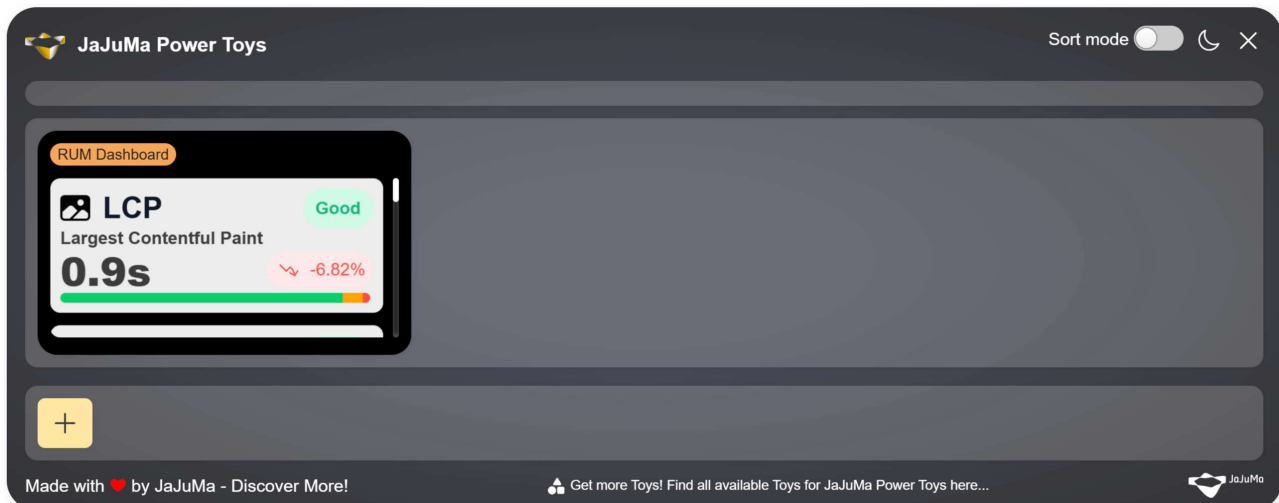 JaJuMa Power Toys
Sort mode
RUM Dashboard
LCP
Good
Largest Contentful Paint
0.9s
-6.82%
+
Made with ❤ by JaJuMa - Discover More!
Get more Toys! Find all available Toys for JaJuMa Power Toys here...
JaJuMa